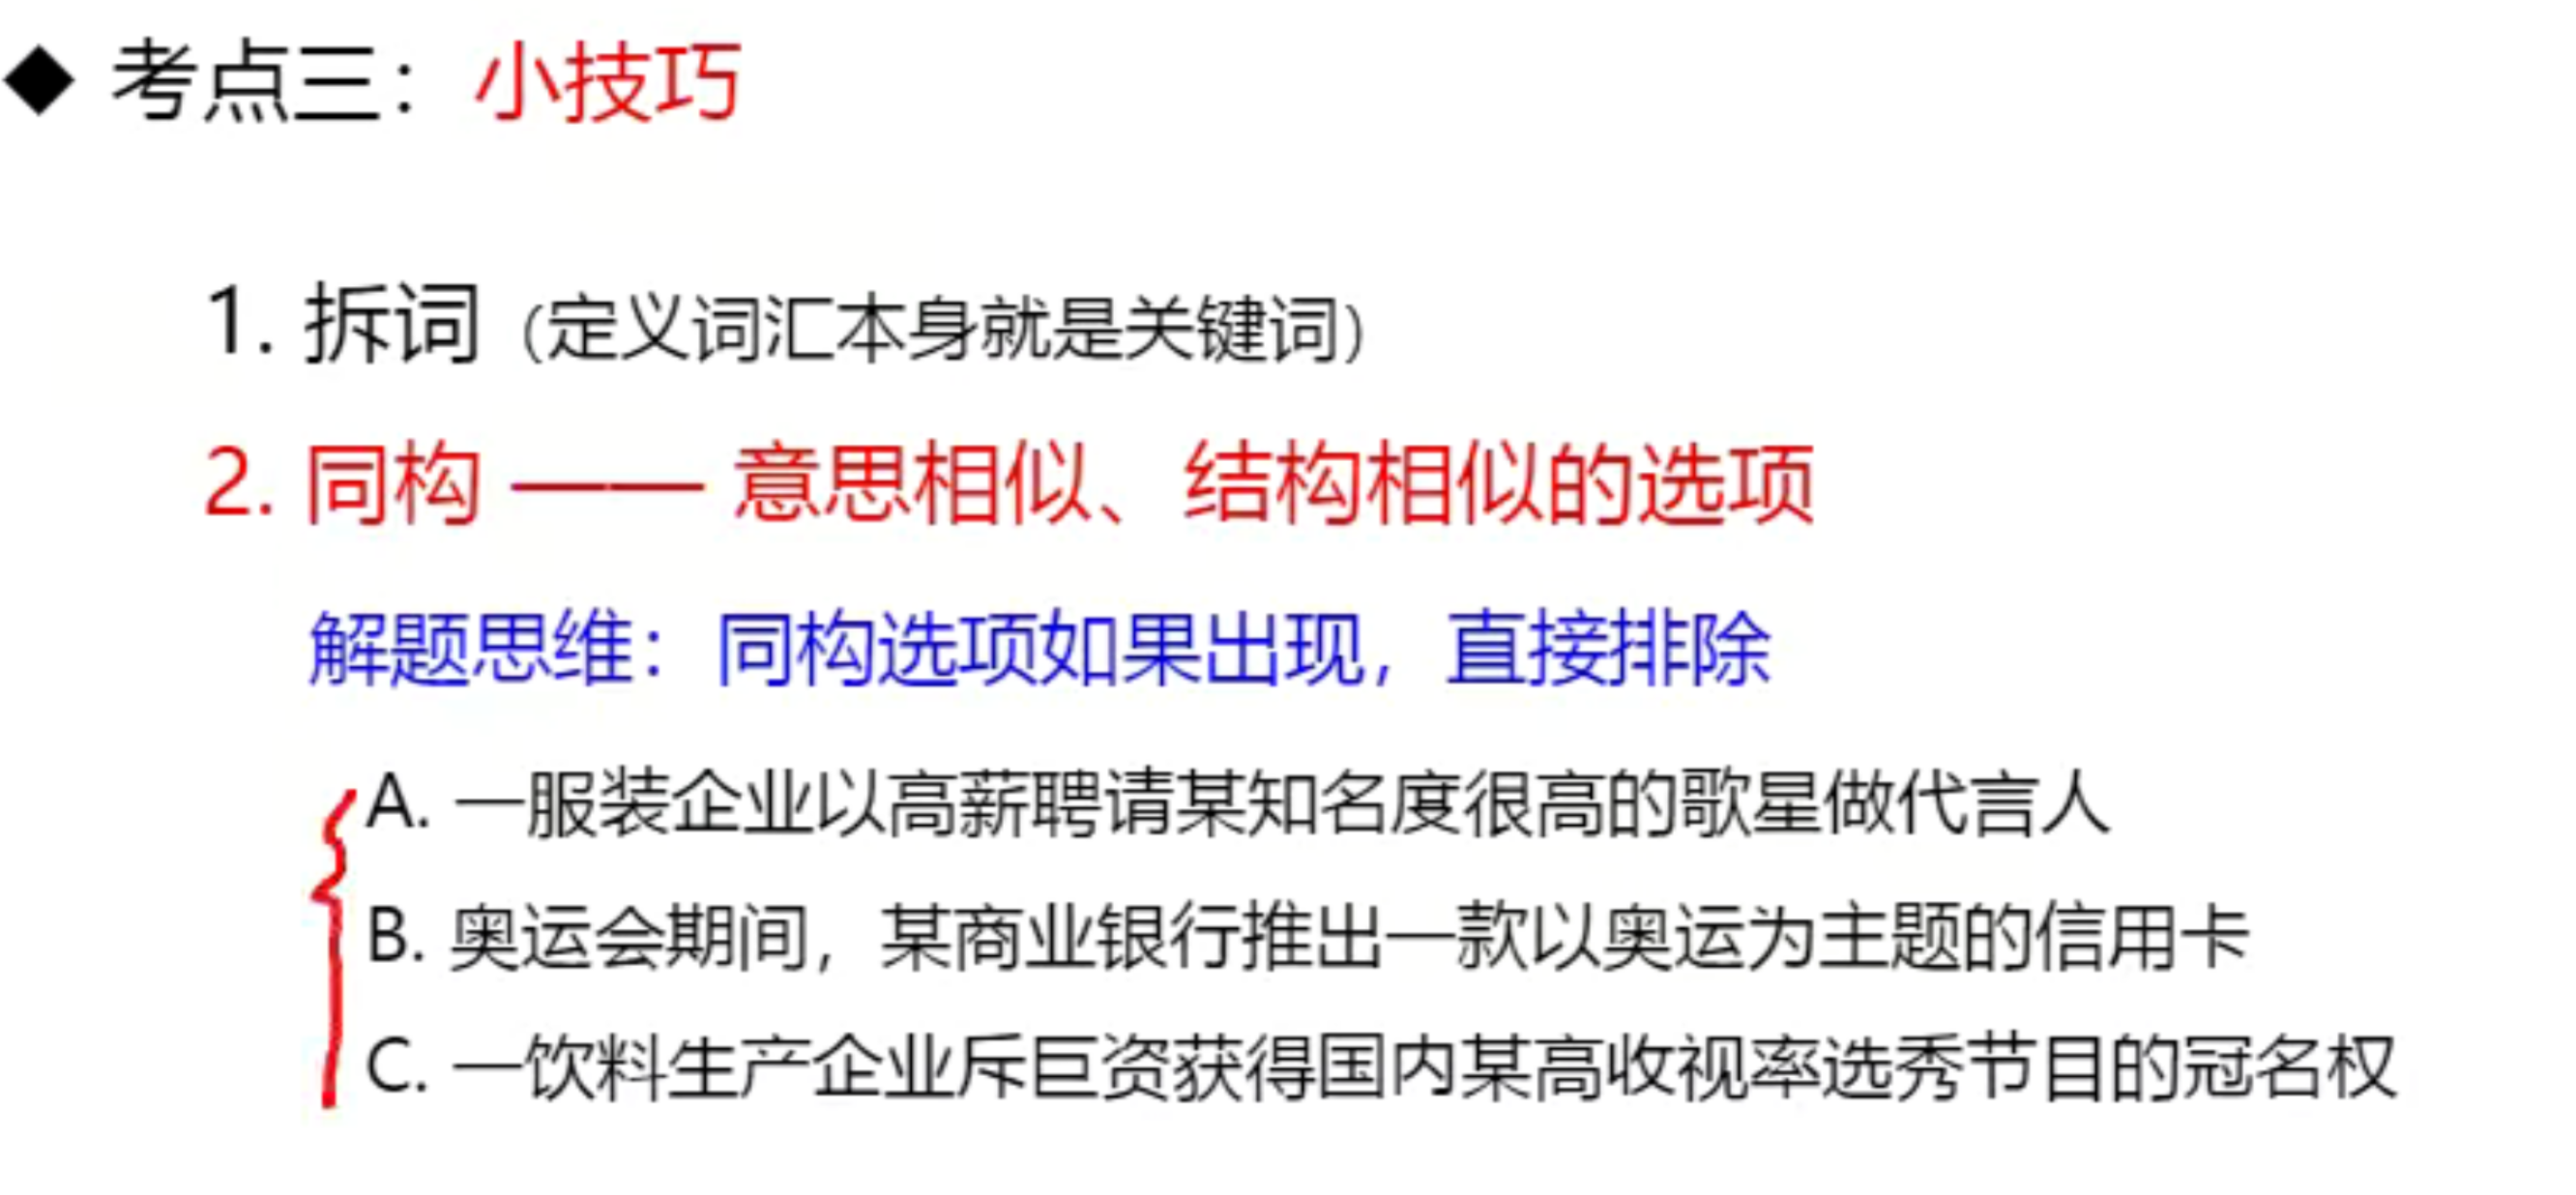 ◆ 考点三：小技巧
1. 拆词（定义词汇本身就是关键词）
2. 同构 —— 意思相似、结构相似的选项
解题思维：同构选项如果出现，直接排除
A. 一服装企业以高薪聘请某知名度很高的歌星做代言人
B. 奥运会期间，某商业银行推出一款以奥运为主题的信用卡
C. 一饮料生产企业斥巨资获得国内某高收视率选秀节目的冠名权